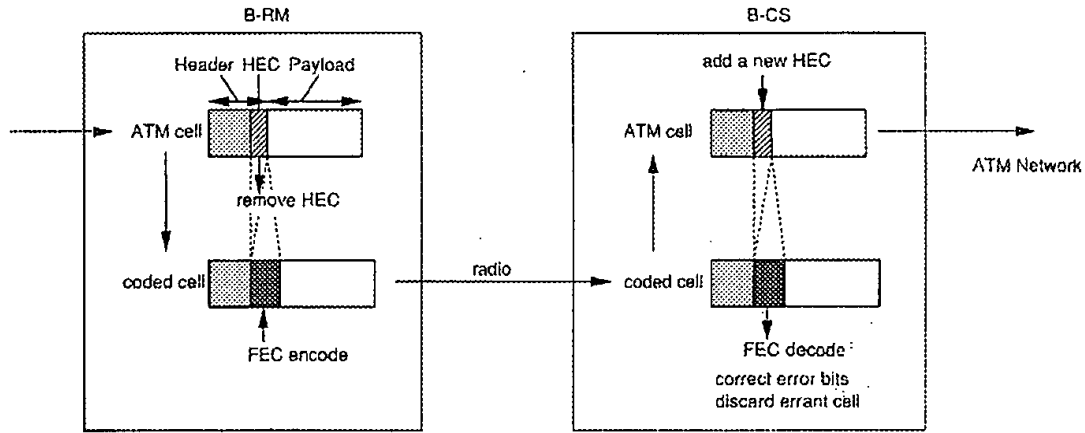 B-RM
B-CS
Header HEC Payload
ATM cell
remove HEC
coded cell
FEC encode
radio
add a new HEC
ATM cell
ATM Network
coded cell
FEC decode
correct error bits
discard errant cell